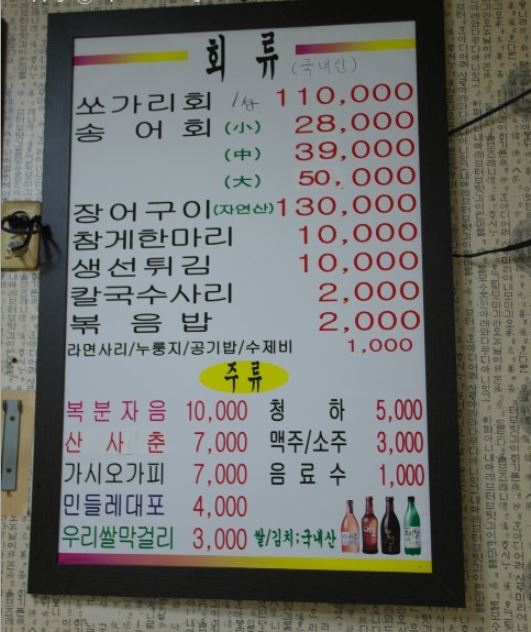 회 류 (국내산)
쏘가리회 1상 110,000
송 어 회 (小) 28,000
(中) 39,000
(大) 50,000
장어구이(자연산) 130,000
참게한마리 10,000
생선튀김 10,000
칼국수사리 2,000
볶 음 밥 2,000
라면사리/누룽지/공기밥/수제비 1,000
주류
복분자음 10,000 청 하 5,000
산 사 춘 7,000 맥주/소주 3,000
가시오가피 7,000 음 료 수 1,000
민들레대포 4,000
우리쌀막걸리 3,000 쌀/김치;국내산